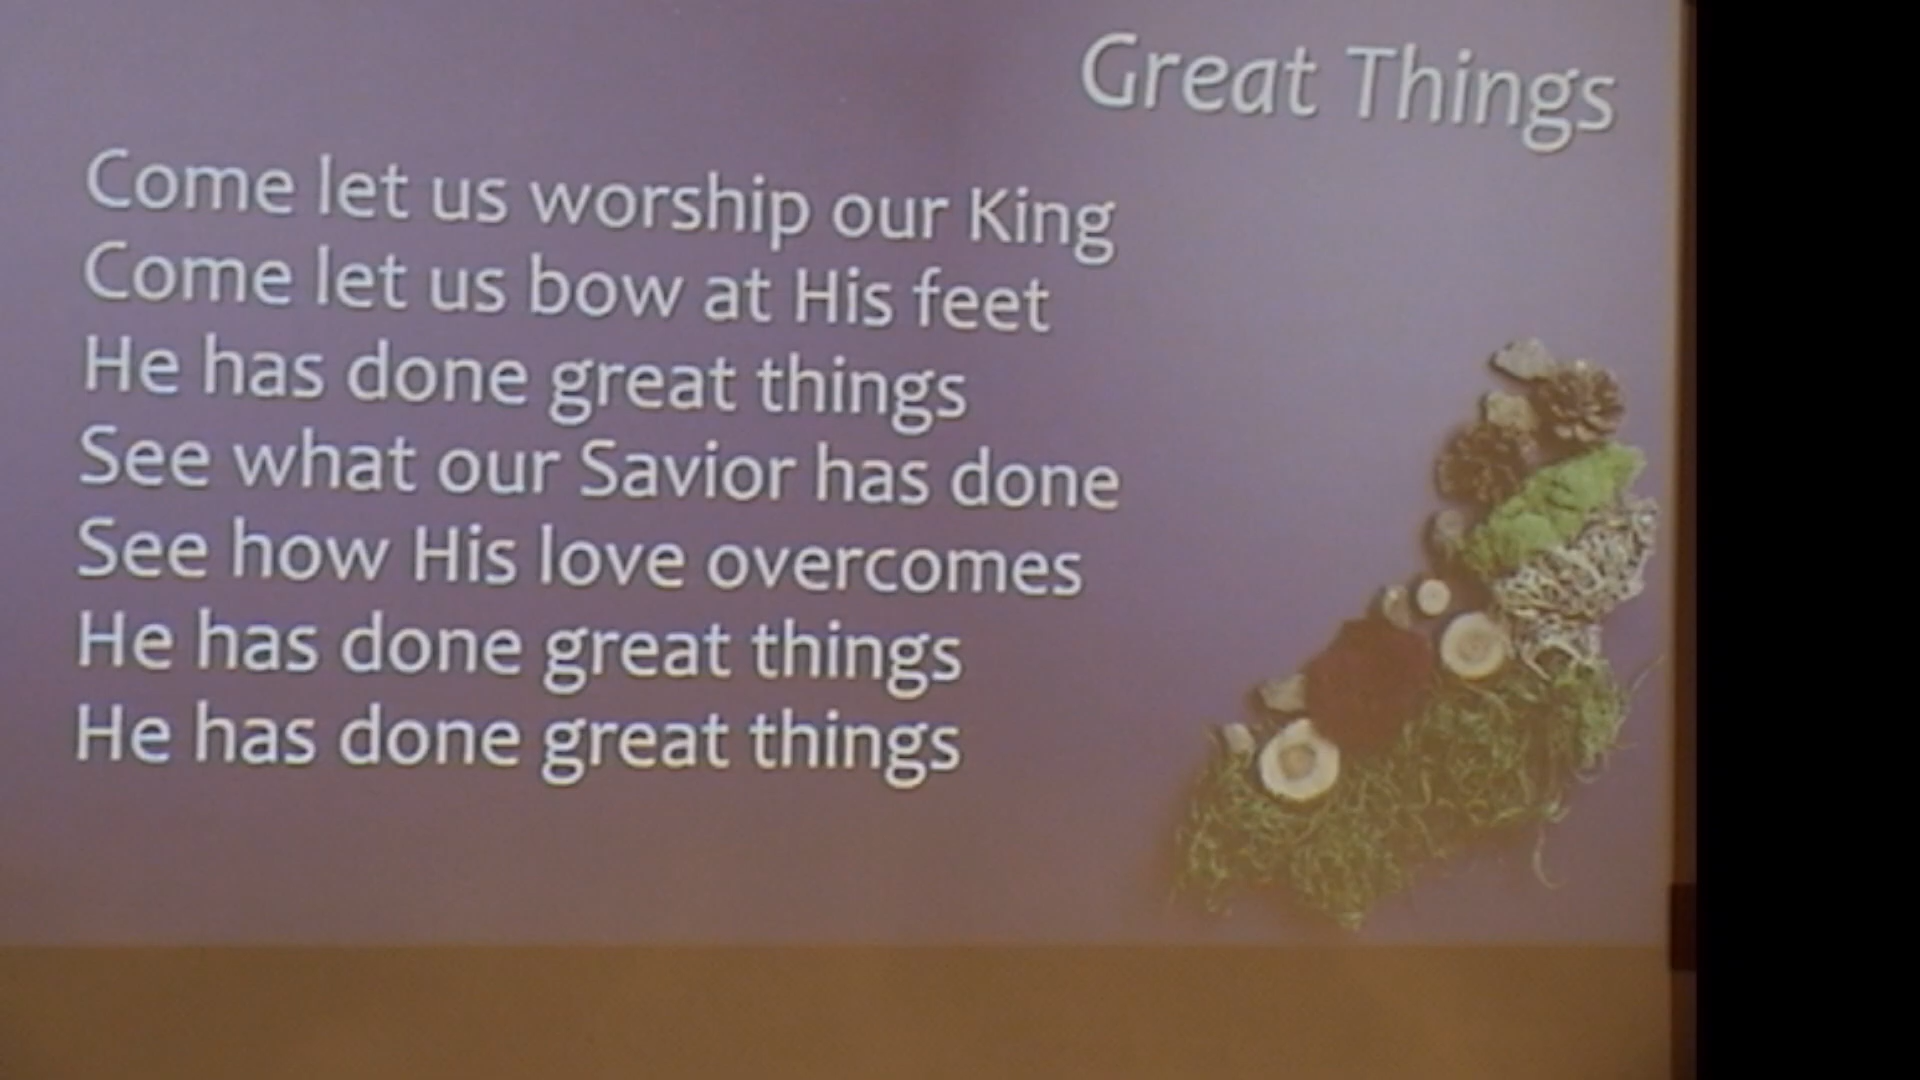 Great Things
Come let us worship our King
Come let us bow at His feet
He has done great things
See what our Savior has done
See how His love overcomes
He has done great things
He has done great things